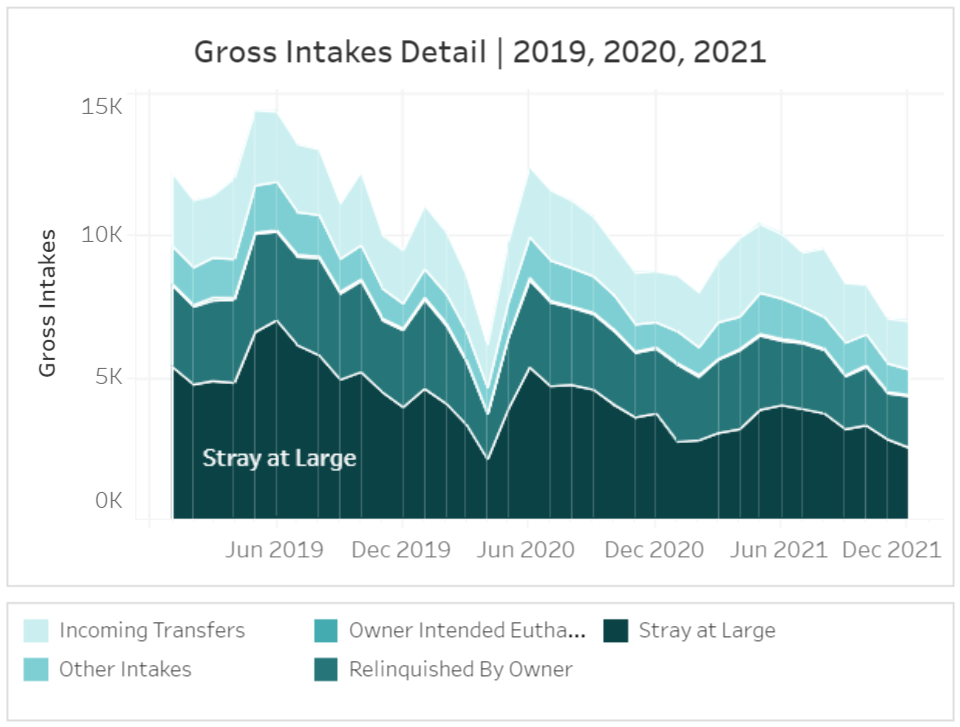 Gross Intakes Detail | 2019, 2020, 2021
15K
10K
5K
0K
Gross Intakes
Stray at Large
Jun 2019 Dec 2019 Jun 2020 Dec 2020 Jun 2021 Dec 2021
Incoming Transfers Owner Intended Eutha... Stray at Large
Other Intakes Relinquished By Owner